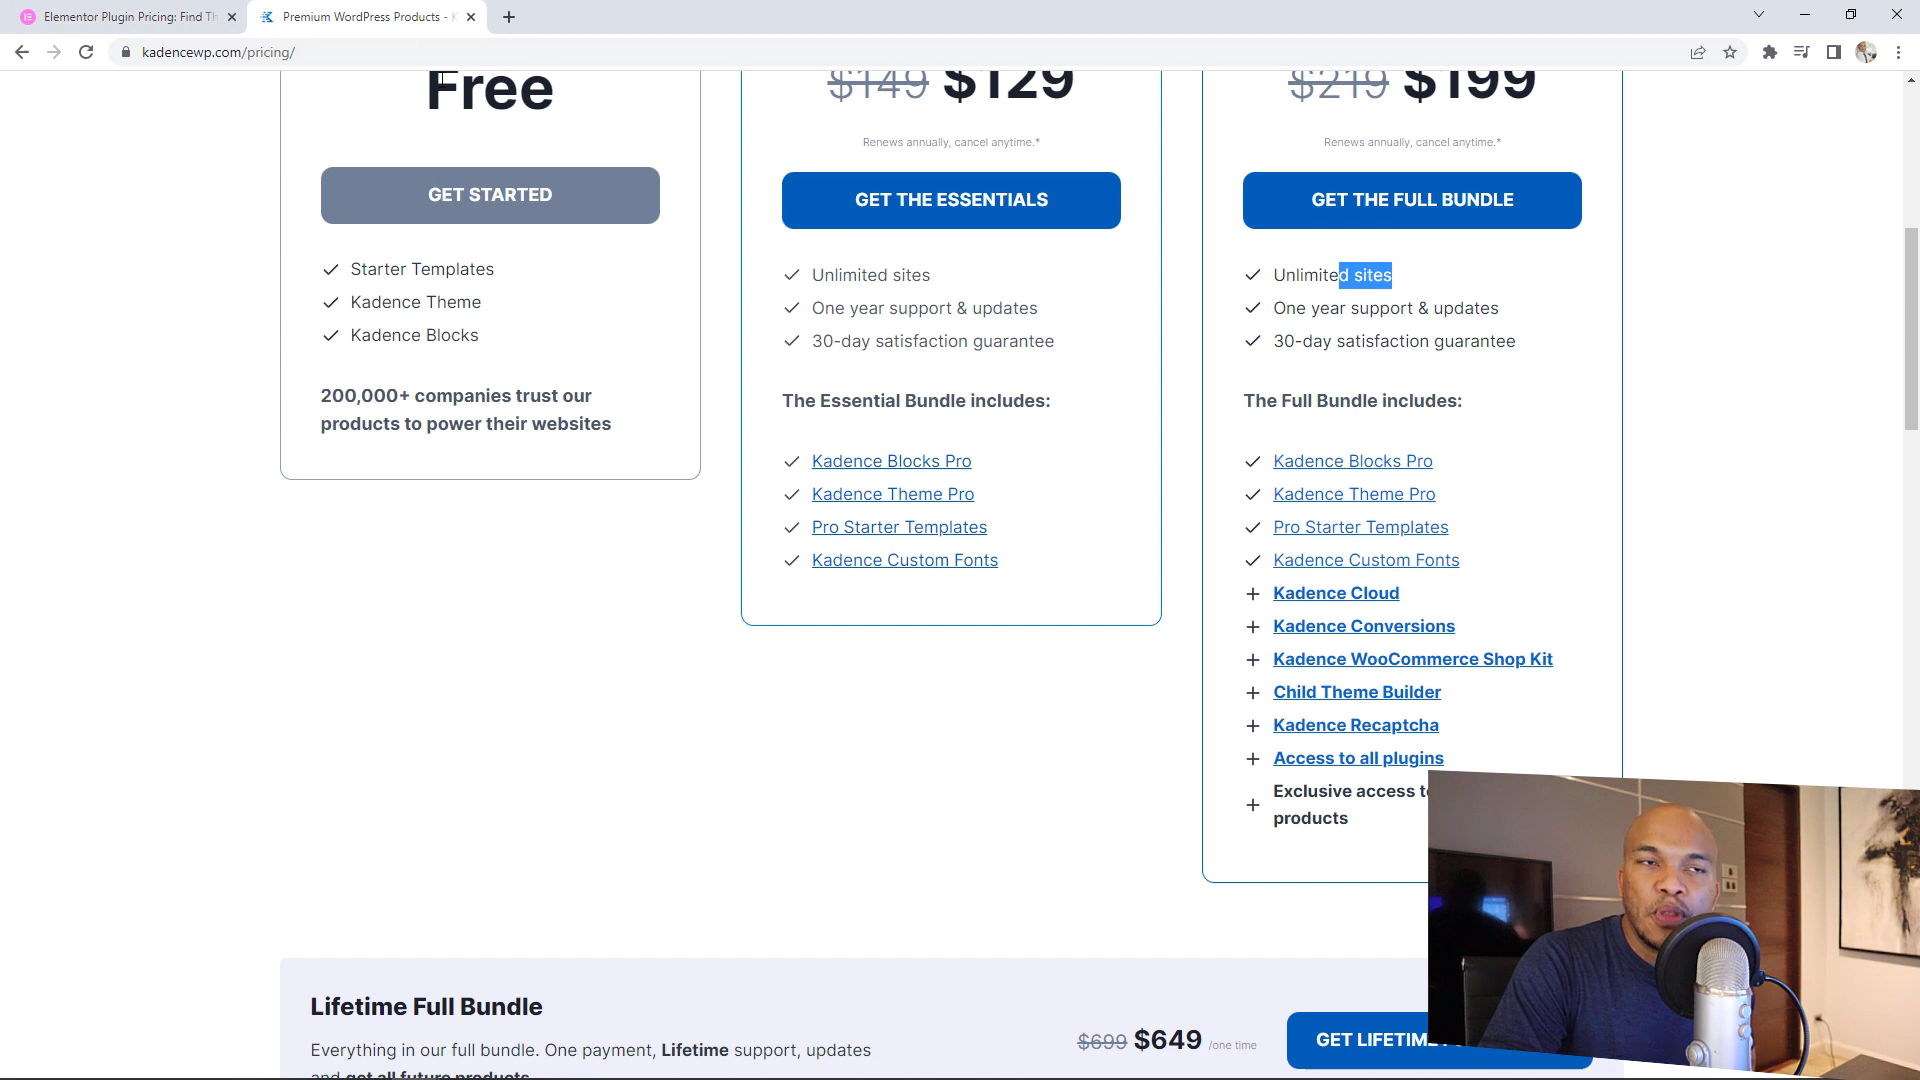 Elementor Plugin Pricing: Find Th
Premium WordPress Products - K
kadencewp.com/pricing/
Free
GET STARTED
Starter Templates
Kadence Theme
Kadence Blocks
200,000+ companies trust our
products to power their websites
$149 $129
Renews annually, cancel anytime.*
GET THE ESSENTIALS
Unlimited sites
One year support & updates
30-day satisfaction guarantee
The Essential Bundle includes:
Kadence Blocks Pro
Kadence Theme Pro
Pro Starter Templates
Kadence Custom Fonts
$219 $199
Renews annually, cancel anytime.*
GET THE FULL BUNDLE
Unlimited sites
One year support & updates
30-day satisfaction guarantee
The Full Bundle includes:
Kadence Blocks Pro
Kadence Theme Pro
Pro Starter Templates
Kadence Custom Fonts
Kadence Cloud
Kadence Conversions
Kadence WooCommerce Shop Kit
Child Theme Builder
Kadence Recaptcha
Access to all plugins
Exclusive access to
products
Lifetime Full Bundle
Everything in our full bundle. One payment, Lifetime support, updates
and get all future products.
$699 $649 /one time
GET LIFETIME